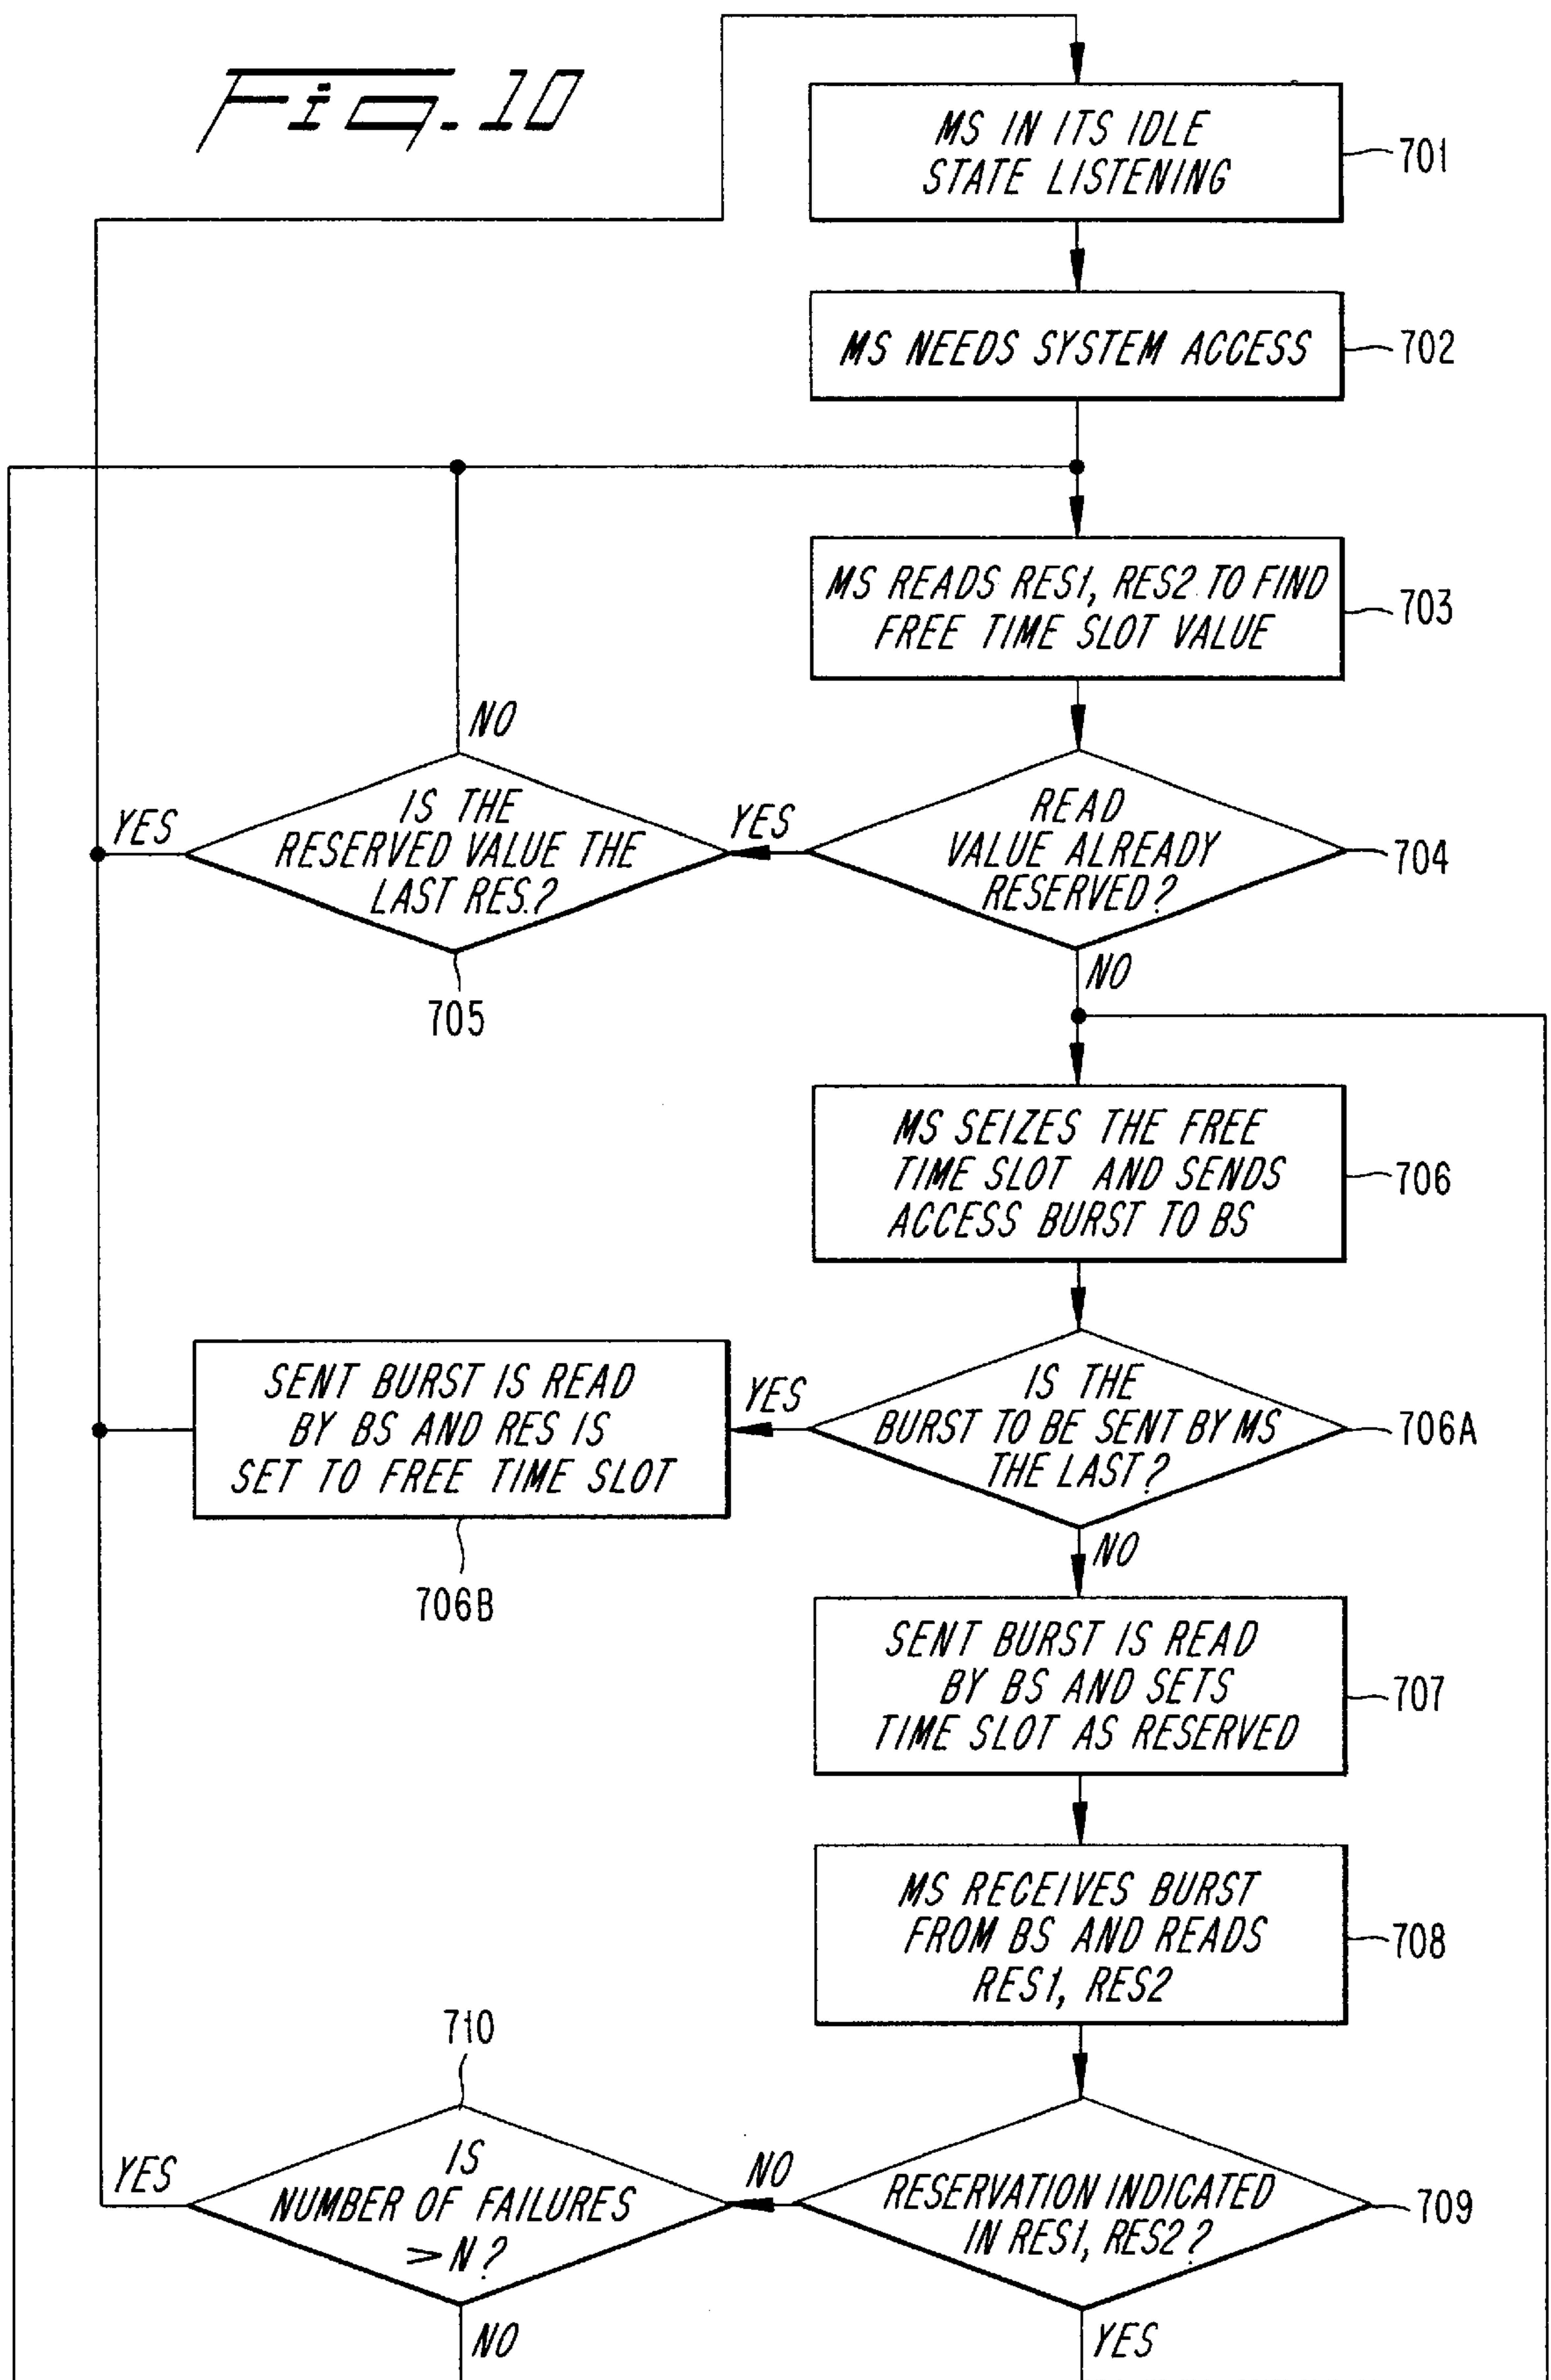 Fig. 10
MS IN ITS IDLE
STATE LISTENING
701
MS NEEDS SYSTEM ACCESS
702
MS READS RES1, RES2 TO FIND
FREE TIME SLOT VALUE
703
NO
YES
IS THE
RESERVED VALUE THE
LAST RES.?
705
YES
READ
VALUE ALREADY
RESERVED?
704
NO
MS SEIZES THE FREE
TIME SLOT AND SENDS
ACCESS BURST TO BS
706
SENT BURST IS READ
BY BS AND RES IS
SET TO FREE TIME SLOT
706B
YES
IS THE
BURST TO BE SENT BY MS
THE LAST?
706A
NO
SENT BURST IS READ
BY BS AND SETS
TIME SLOT AS RESERVED
707
MS RECEIVES BURST
FROM BS AND READS
RES1, RES2
708
710
YES
IS
NUMBER OF FAILURES
>N?
NO
NO
RESERVATION INDICATED
IN RES1, RES2?
709
YES